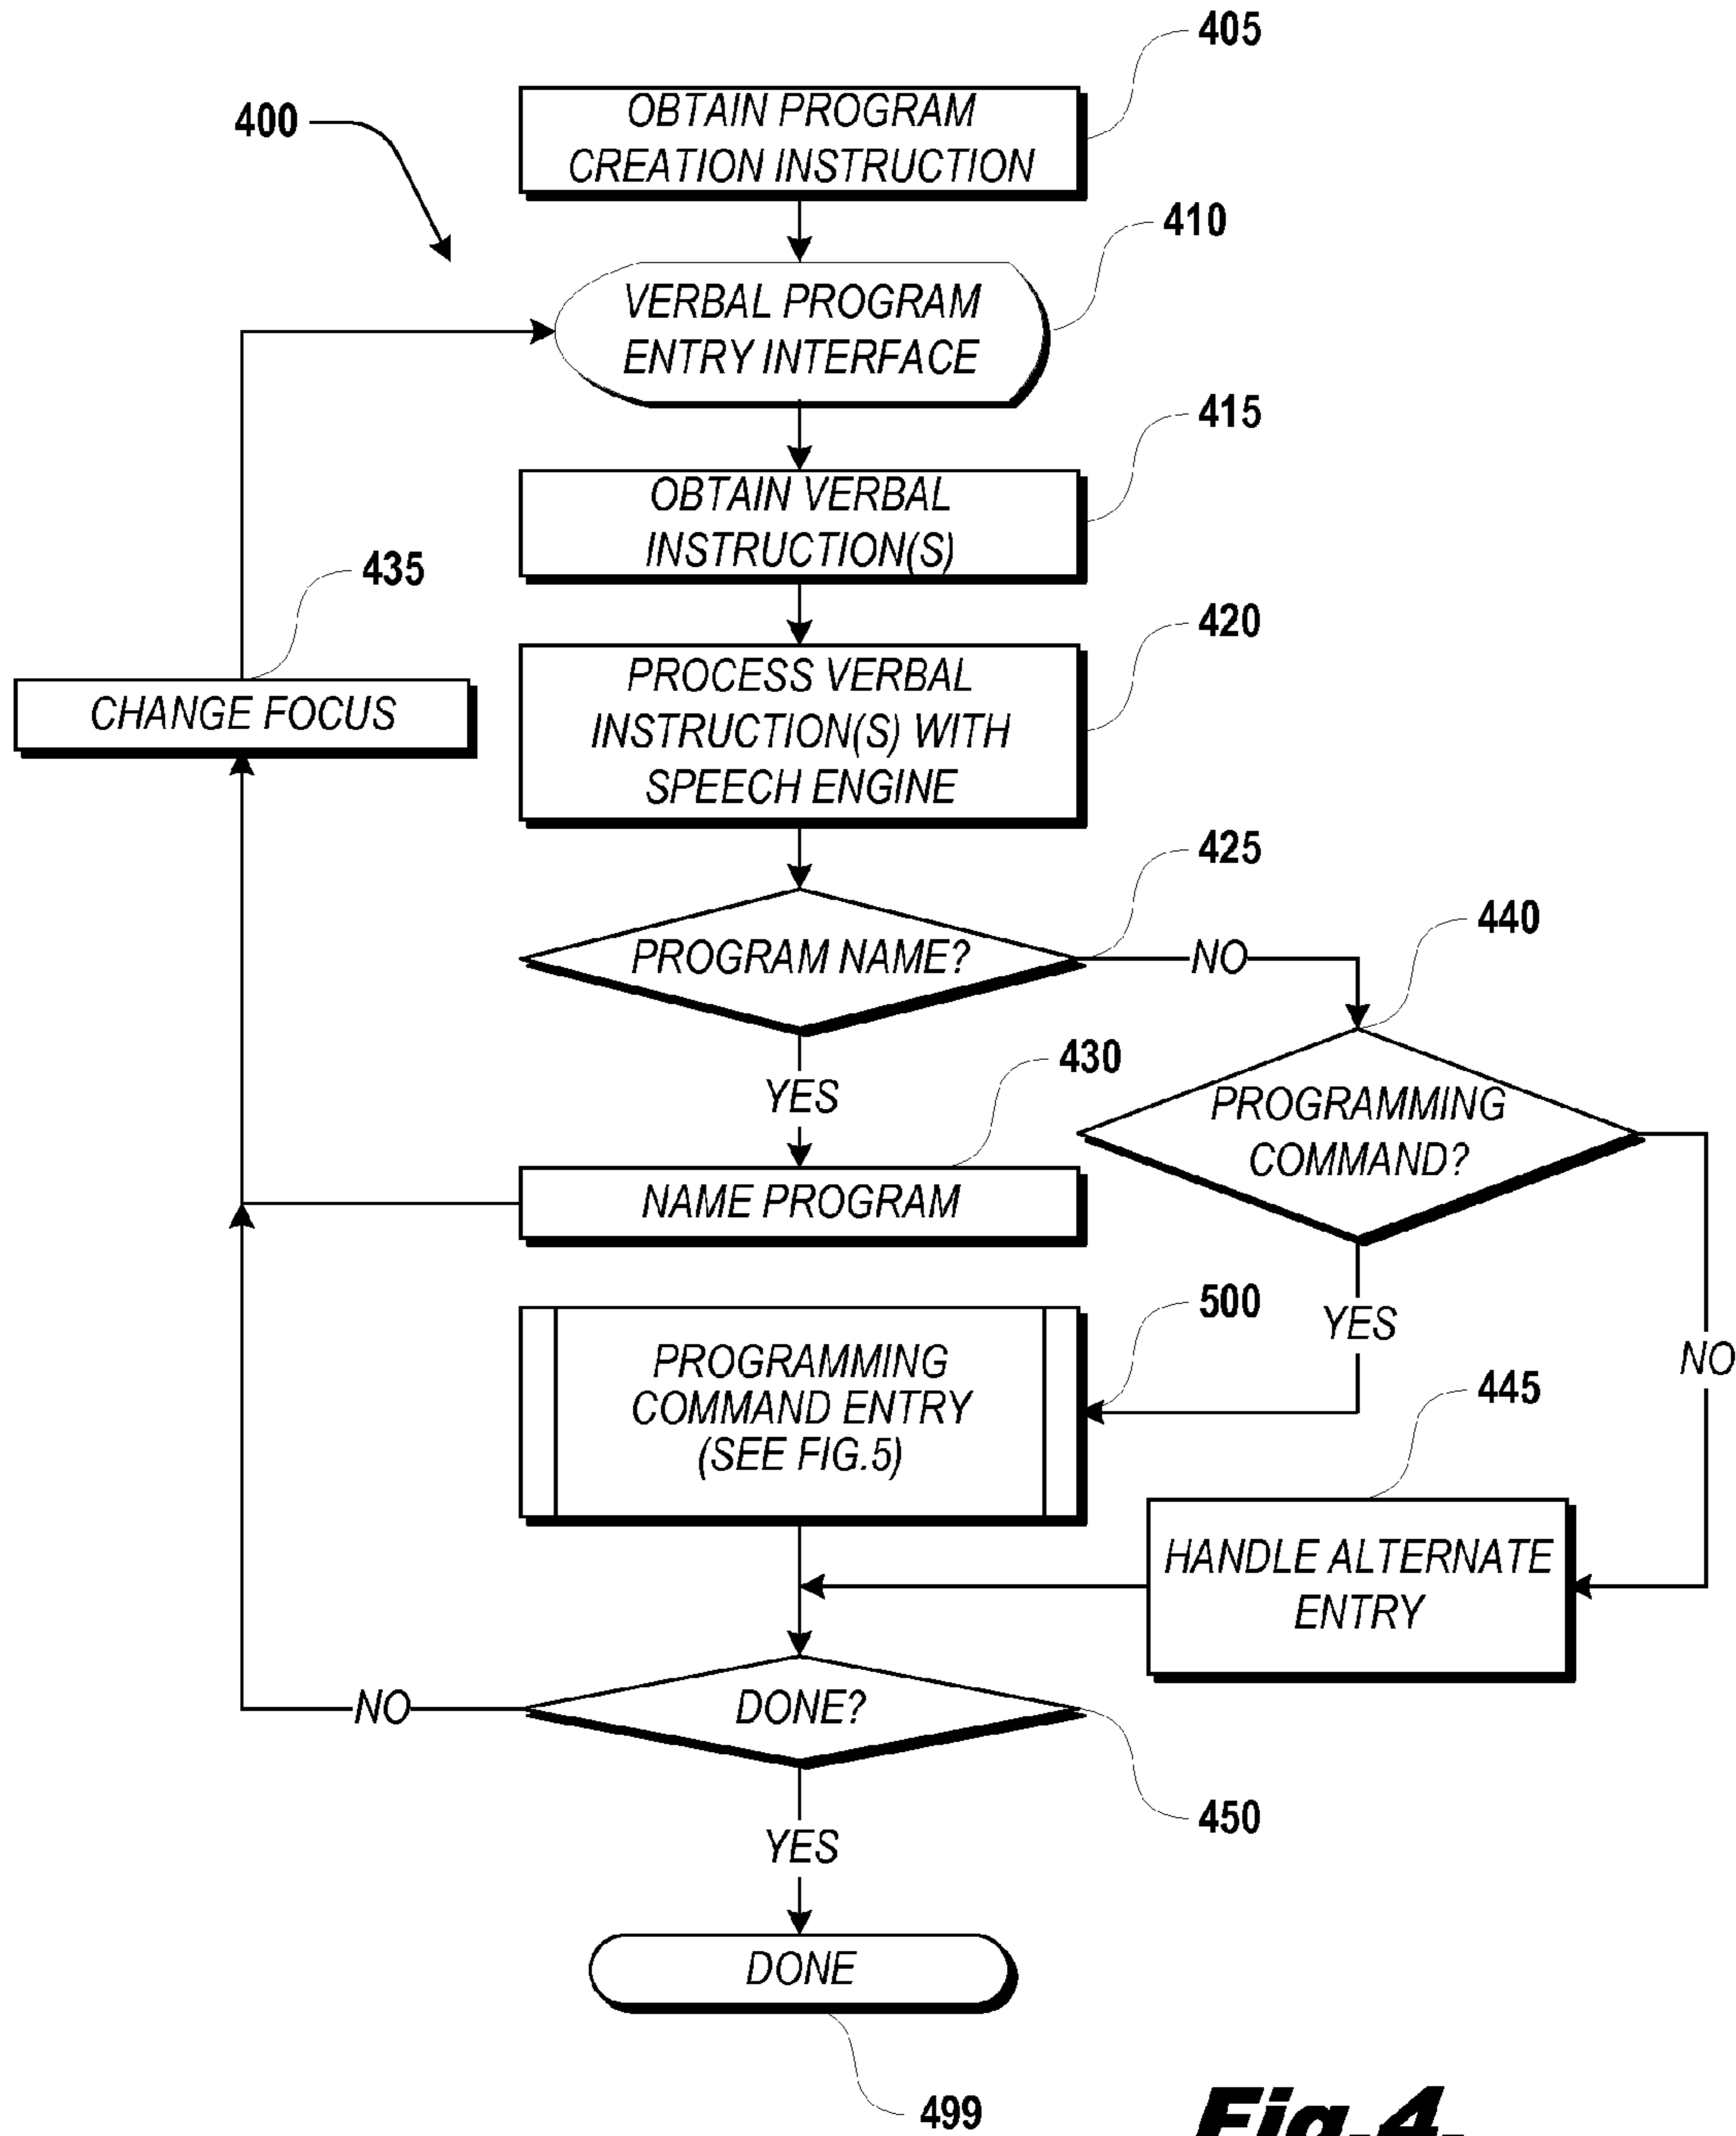 405
OBTAIN PROGRAM
CREATION INSTRUCTION
400
410
VERBAL PROGRAM
ENTRY INTERFACE
415
OBTAIN VERBAL
INSTRUCTION(S)
435
420
CHANGE FOCUS
PROCESS VERBAL
INSTRUCTION(S) WITH
SPEECH ENGINE
425
440
PROGRAM NAME?
NO
430
YES
PROGRAMMING
COMMAND?
NAME PROGRAM
500
YES
NO
PROGRAMMING
COMMAND ENTRY
(SEE FIG.5)
445
HANDLE ALTERNATE
ENTRY
DONE?
NO
450
YES
DONE
499
Fig.4.